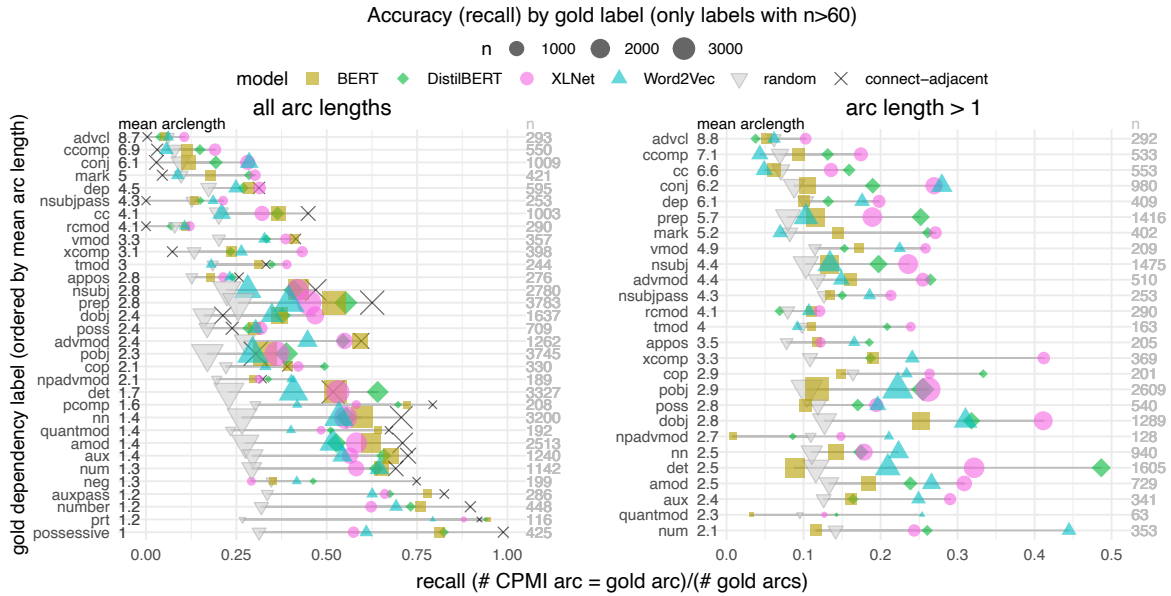 Accuracy (recall) by gold label (only labels with n>60)
n 1000 2000 3000
model BERT DistilBERT XLNet Word2Vec random connect-adjacent
all arc lengths
mean arclength n
advcl 8.7 293
ccomp 6.9 550
conj 6.1 1009
mark 5 421
dep 4.5 595
nsubjpass 4.3 253
cc 4.1 1003
rcmod 4.1 290
vmod 3.3 357
xcomp 3.1 398
tmod 3 244
appos 2.8 276
nsubj 2.8 2780
prep 2.8 3783
dobj 2.4 1637
poss 2.4 709
advmod 2.4 1262
pobj 2.3 3745
cop 2.1 330
npadvmod 2.1 189
det 1.7 3327
pcomp 1.6 206
nn 1.4 3200
quantmod 1.4 192
amod 1.4 2513
aux 1.4 1240
num 1.3 1142
neg 1.3 199
auxpass 1.2 286
number 1.2 448
prt 1.2 116
possessive 1 425
0.00 0.25 0.50 0.75 1.00
arc length > 1
mean arclength n
advcl 8.8 292
ccomp 7.1 533
cc 6.6 553
conj 6.2 980
dep 6.1 409
prep 5.7 1416
mark 5.2 402
vmod 4.9 209
nsubj 4.4 1475
advmod 4.4 510
nsubjpass 4.3 253
rcmod 4.1 290
tmod 4 163
appos 3.5 205
xcomp 3.3 369
cop 2.9 201
pobj 2.9 2609
poss 2.8 540
dobj 2.8 1289
npadvmod 2.7 128
nn 2.5 940
det 2.5 1605
amod 2.5 729
aux 2.4 341
quantmod 2.3 63
num 2.1 353
0.0 0.1 0.2 0.3 0.4 0.5
gold dependency label (ordered by mean arc length)
recall (# CPMI arc = gold arc)/(# gold arcs)